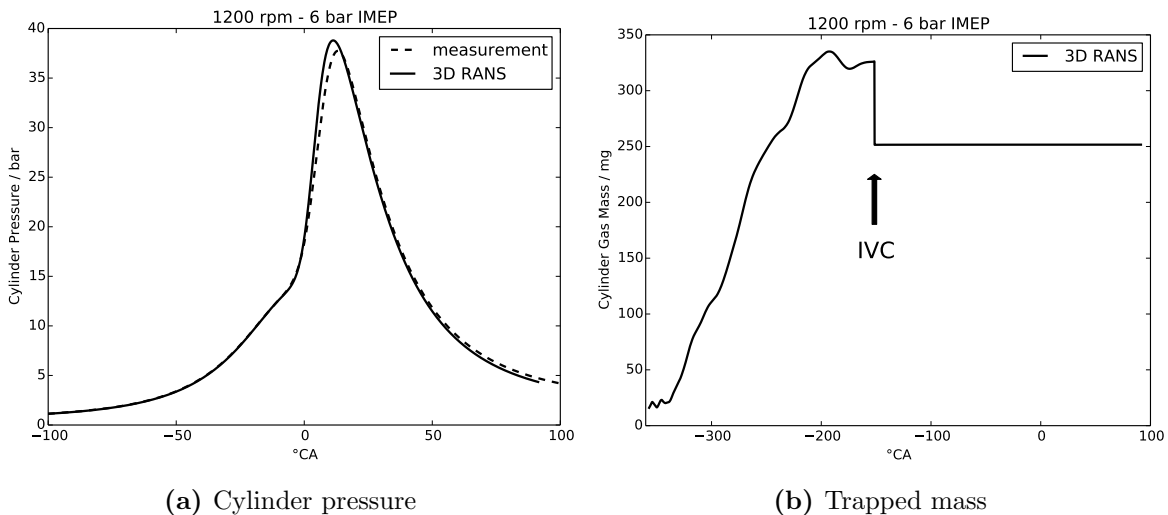 1200 rpm - 6 bar IMEP
40
35
30
25
20
15
10
5
0
Cylinder Pressure / bar
measurement
3D RANS
−100
−50
0
50
100
°CA
(a) Cylinder pressure
1200 rpm - 6 bar IMEP
350
300
250
200
150
100
50
0
Cylinder Gas Mass / mg
3D RANS
IVC
−300
−200
−100
0
100
°CA
(b) Trapped mass